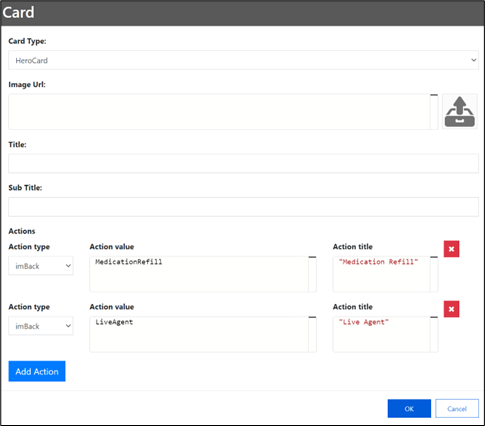 Card
Card Type:
HeroCard
Image Url:
Title:
Sub Title:
Actions
Action type Action value Action title
imBack MedicationRefill "Medication Refill"
Action type Action value Action title
imBack LiveAgent "Live Agent"
Add Action
OK Cancel